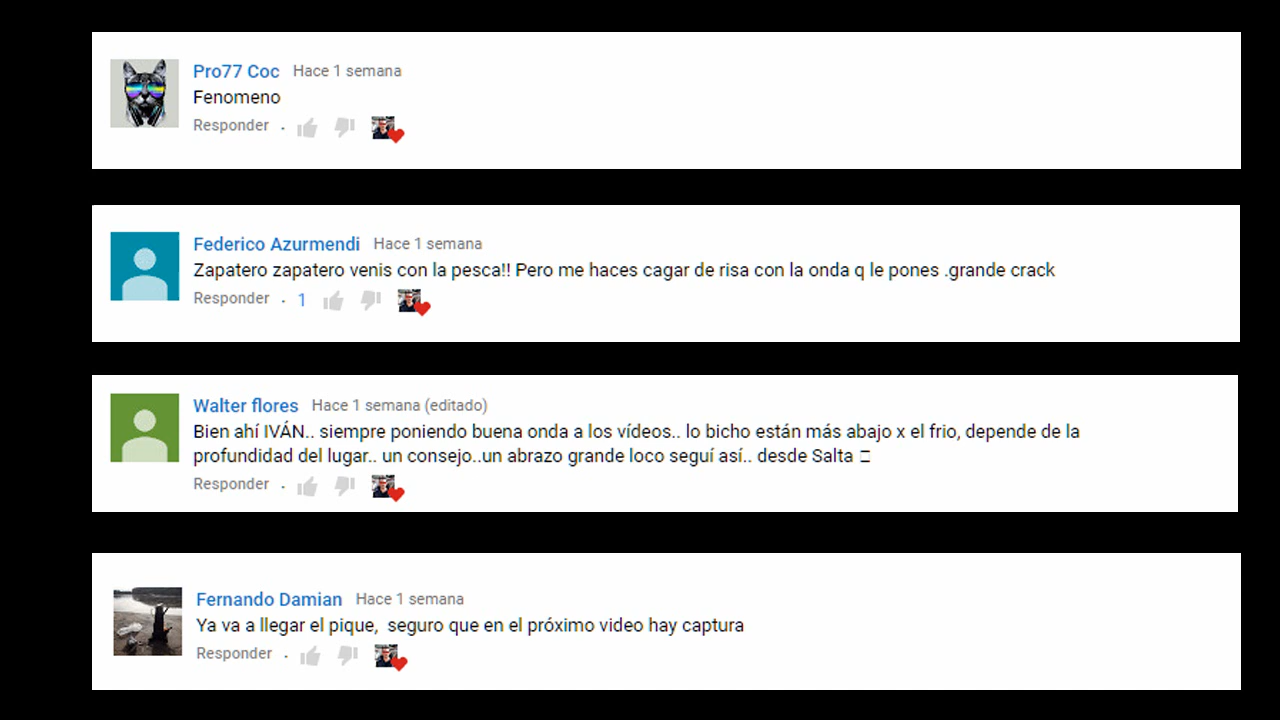 Pro77 Coc Hace 1 semana
Fenomeno
Responder .
Federico Azurmendi Hace 1 semana
Zapatero zapatero venis con la pesca!! Pero me haces cagar de risa con la onda q le pones .grande crack
Responder . 1
Walter flores Hace 1 semana (editado)
Bien ahí IVÁN.. siempre poniendo buena onda a los vídeos.. lo bicho están más abajo x el frio, depende de la
profundidad del lugar.. un consejo..un abrazo grande loco seguí así.. desde Salta
Responder .
Fernando Damian Hace 1 semana
Ya va a llegar el pique,  seguro que en el próximo video hay captura
Responder .